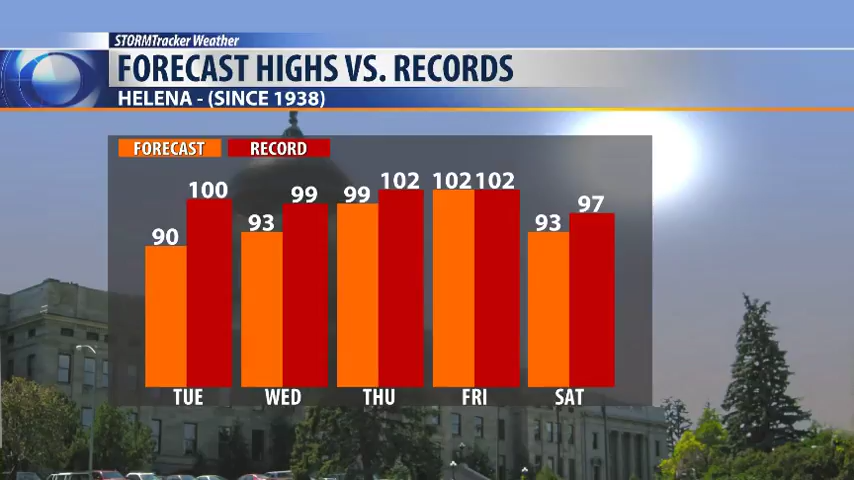 STORMTracker Weather
FORECAST HIGHS VS. RECORDS
HELENA - (SINCE 1938)
FORECAST RECORD
90 100 93 99 99 102 102 102 93 97
TUE WED THU FRI SAT